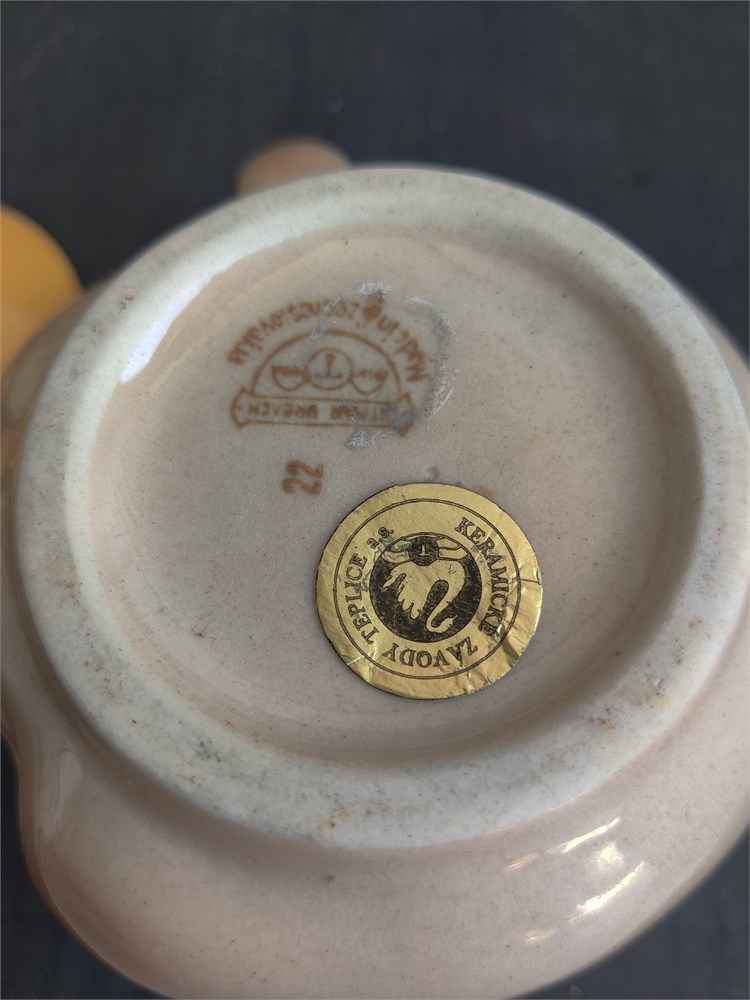 Made in Czechoslovakia
DITMAR URBACH
22
KERAMICKÉ ZÁVODY TEPLICE a.s.